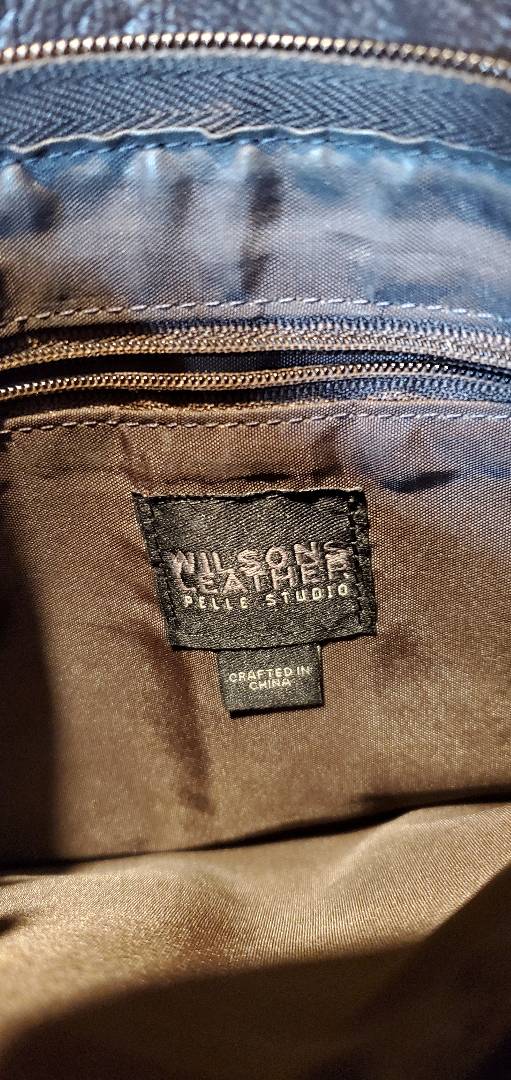 WILSONS
LEATHER
PELLE STUDIO
CRAFTED IN
CHINA